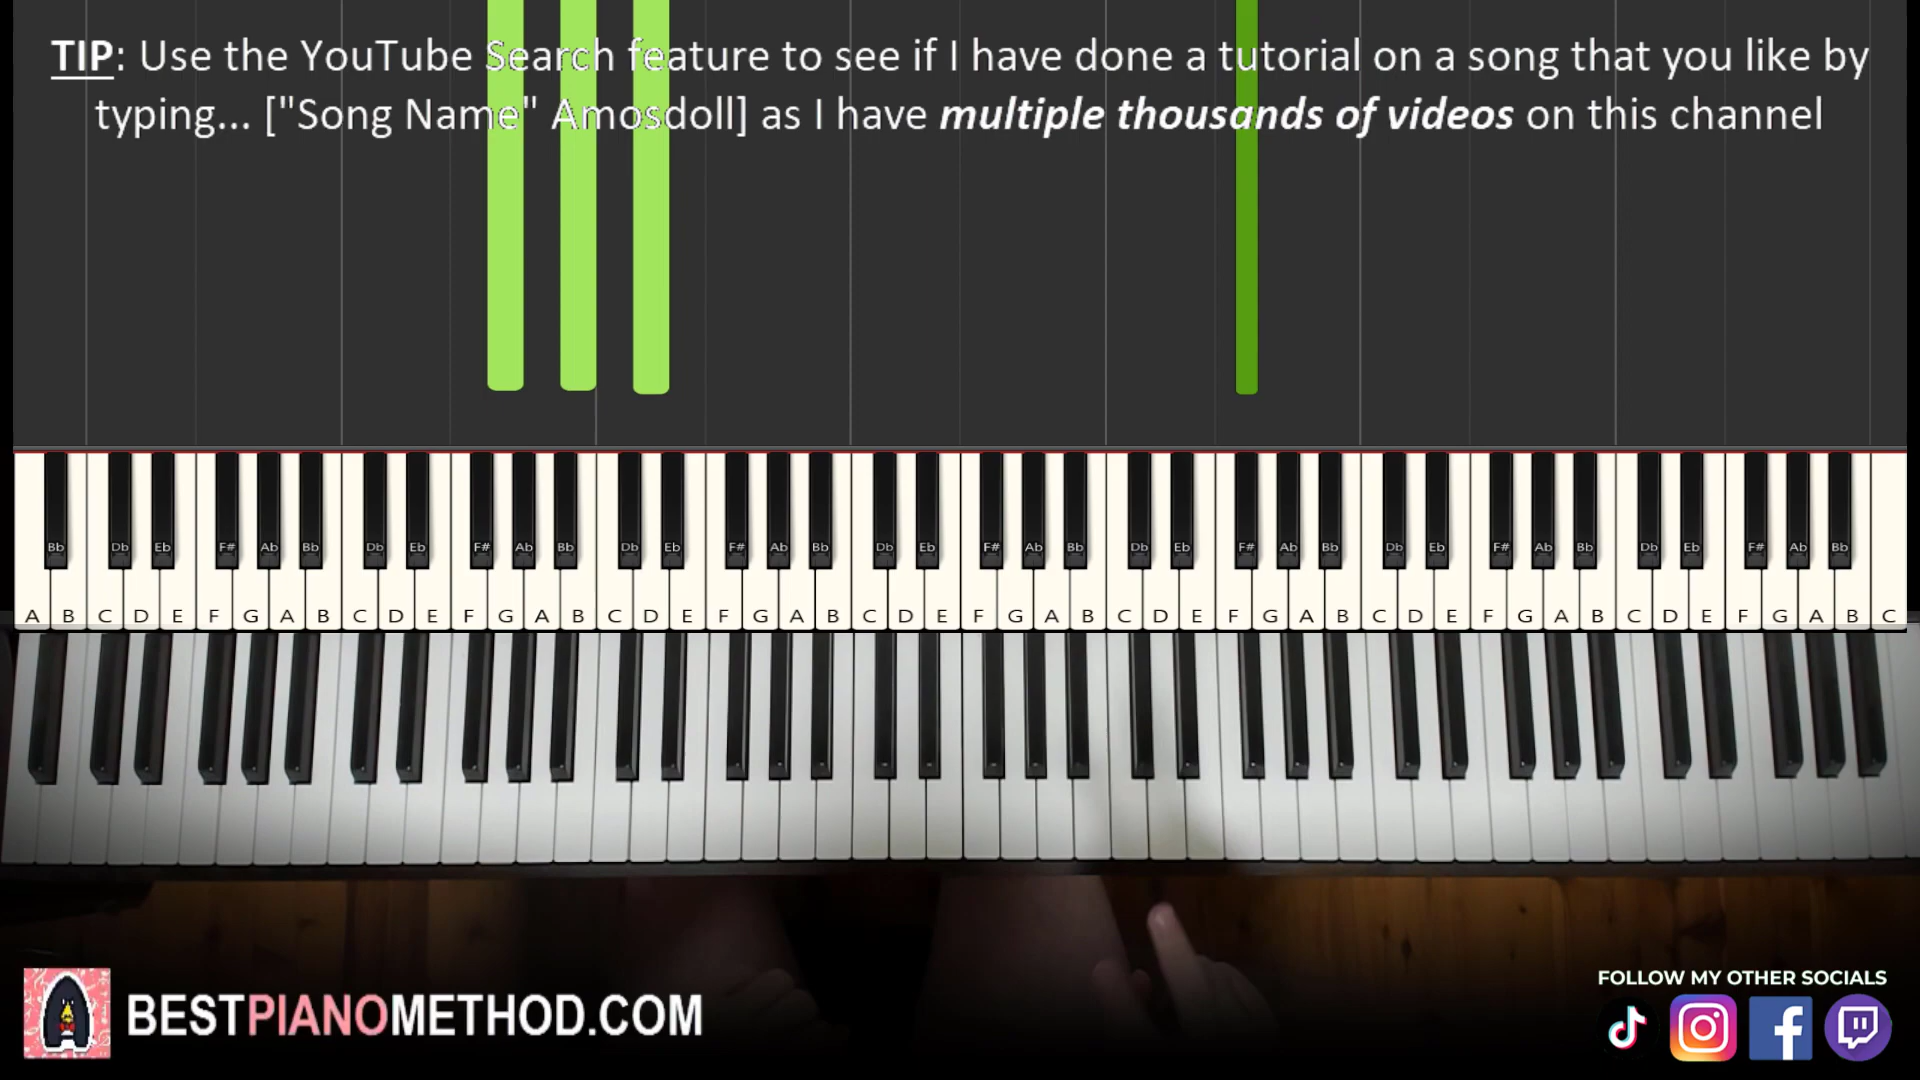 TIP: Use the YouTube Search feature to see if I have done a tutorial on a song that you like by
typing... ["Song Name" Amosdoll] as I have multiple thousands of videos on this channel
Bb Db Eb F# Ab Bb Db Eb F# Ab Bb Db Eb F# Ab Bb Db Eb F# Ab Bb Db Eb F# Ab Bb Db Eb F# Ab Bb Db Eb F# Ab Bb
A B C D E F G A B C D E F G A B C D E F G A B C D E F G A B C D E F G A B C D E F G A B C D E F G A B C
FOLLOW MY OTHER SOCIALS
BESTPIANOMETHOD.COM